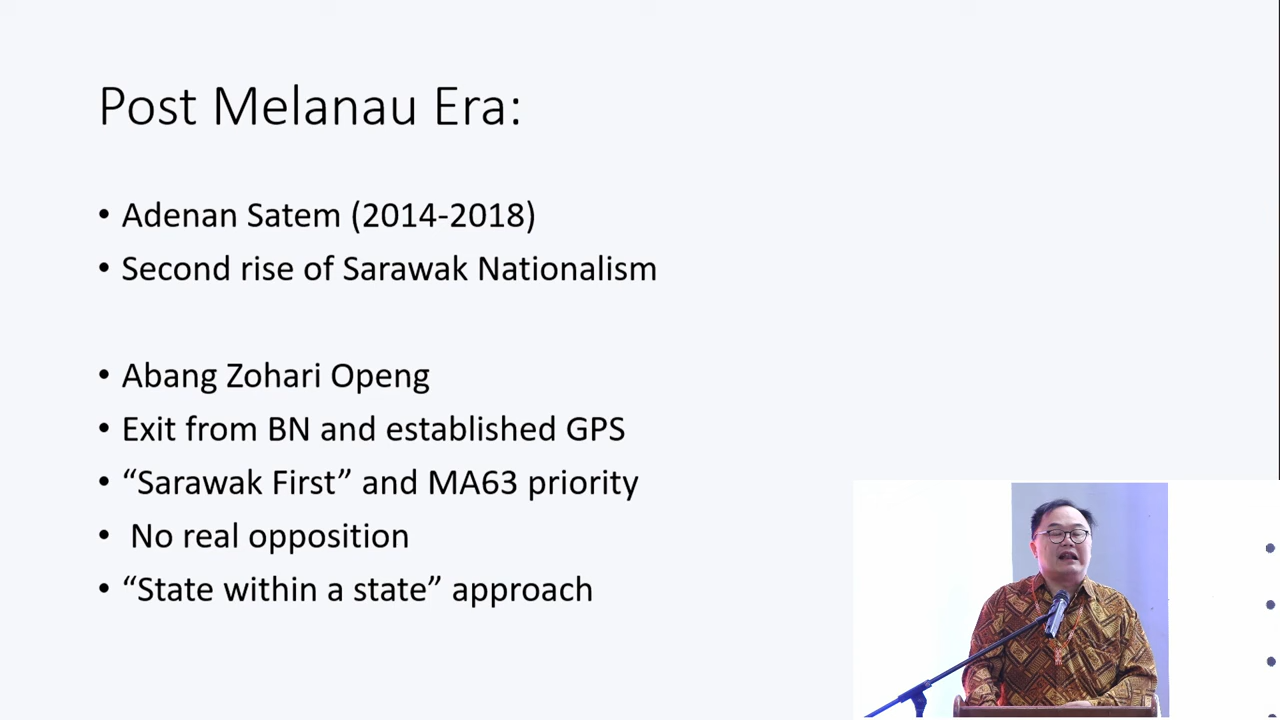 Post Melanau Era:
• Adenan Satem (2014-2018)
• Second rise of Sarawak Nationalism
• Abang Zohari Openg
• Exit from BN and established GPS
• “Sarawak First” and MA63 priority
• No real opposition
• “State within a state” approach